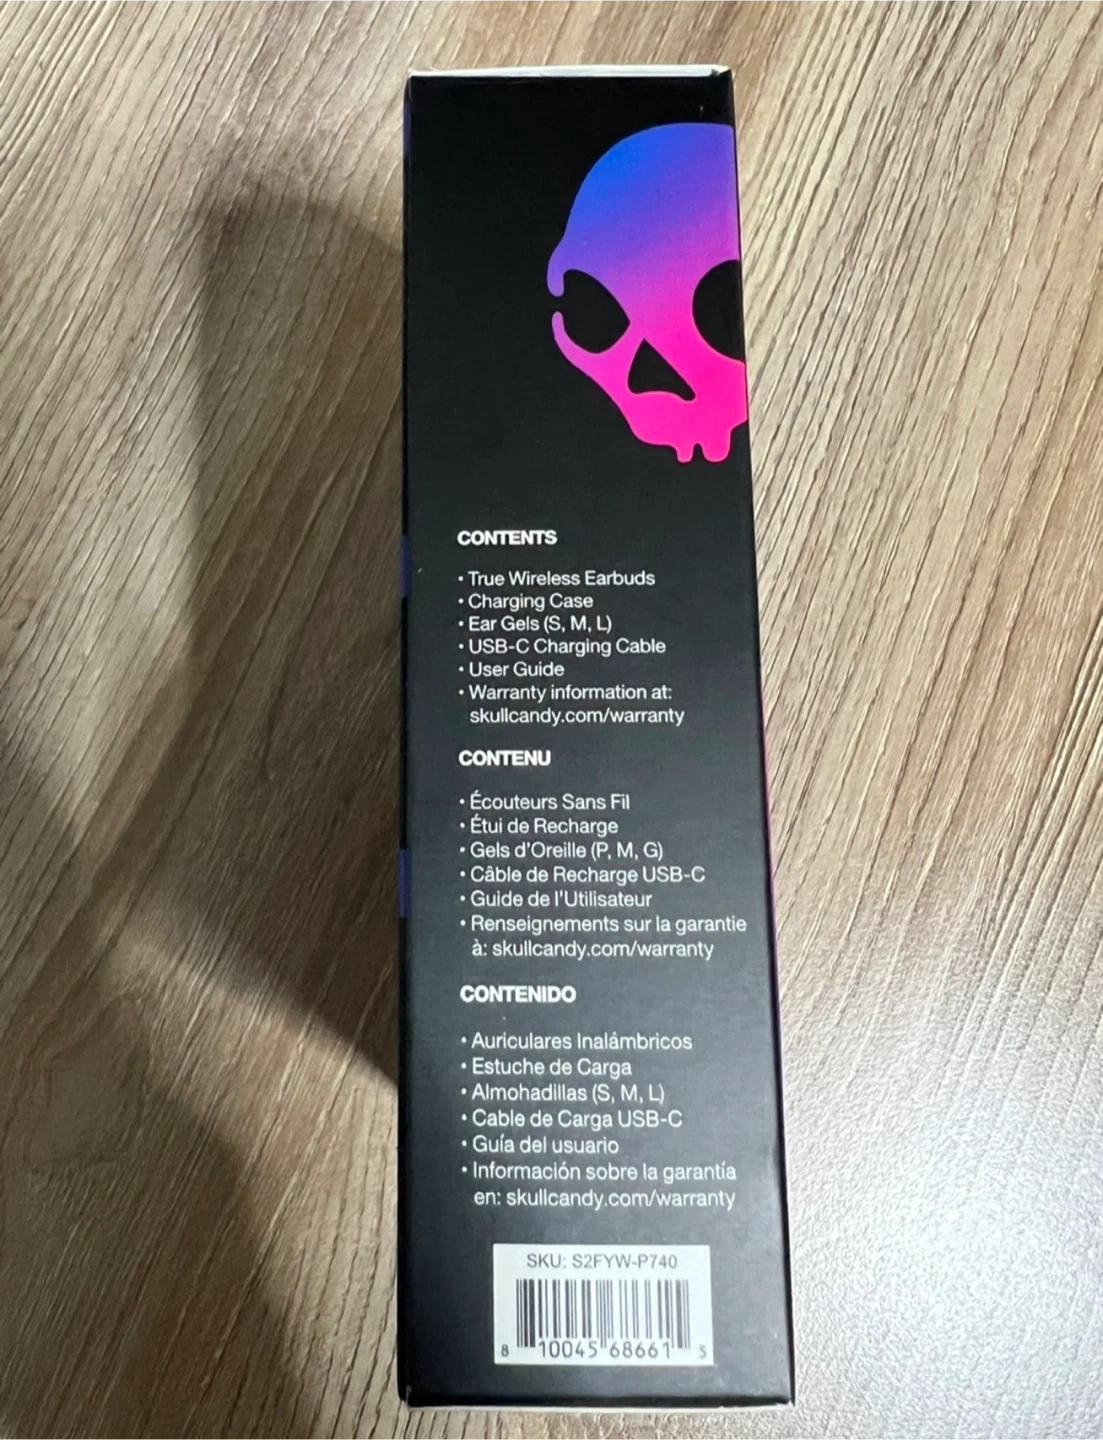 CONTENTS
• True Wireless Earbuds
• Charging Case
• Ear Gels (S, M, L)
• USB-C Charging Cable
• User Guide
• Warranty information at:
skullcandy.com/warranty
CONTENU
• Écouteurs Sans Fil
• Étui de Recharge
• Gels d'Oreille (P, M, G)
• Câble de Recharge USB-C
• Guide de l'Utilisateur
• Renseignements sur la garantie
à: skullcandy.com/warranty
CONTENIDO
• Auriculares Inalámbricos
• Estuche de Carga
• Almohadillas (S, M, L)
• Cable de Carga USB-C
• Guía del usuario
• Información sobre la garantía
en: skullcandy.com/warranty
SKU: S2FYW-P740
8 10045 68661 5